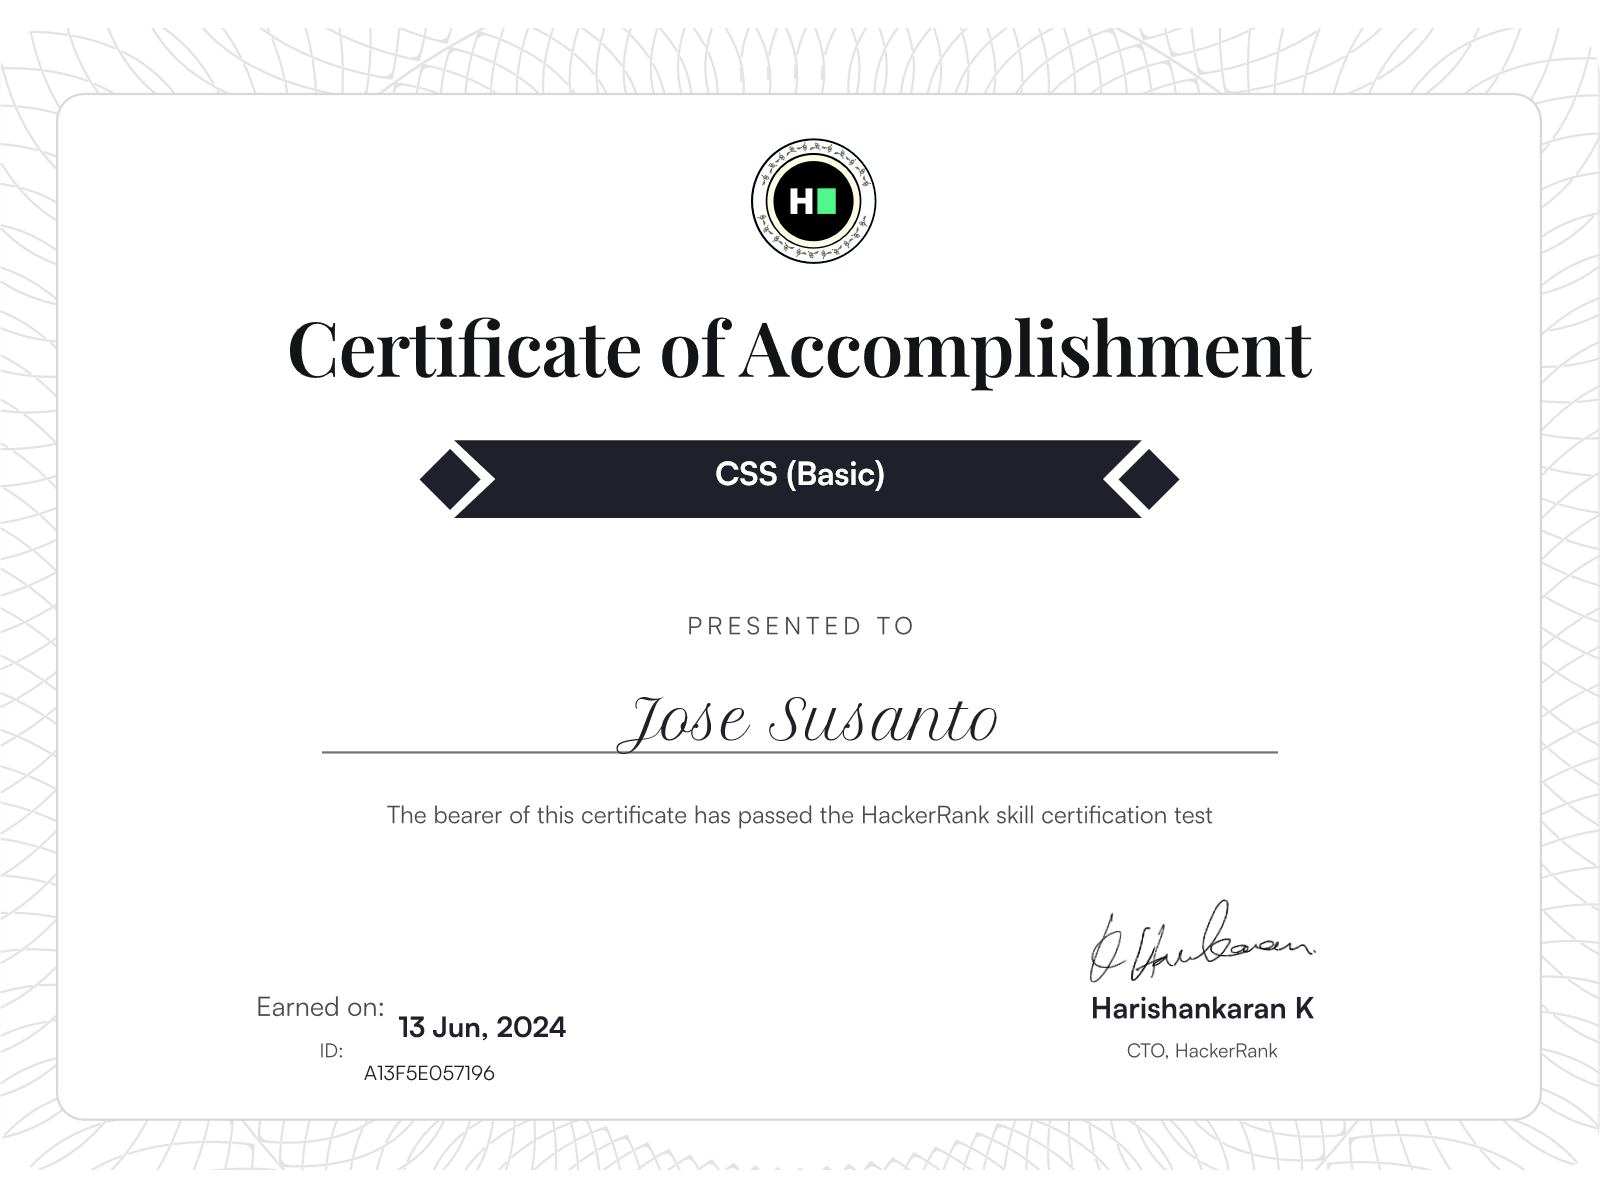 H
Certificate of Accomplishment
CSS (Basic)
PRESENTED TO
Jose Susanto
The bearer of this certificate has passed the HackerRank skill certification test
Earned on:
13 Jun, 2024
ID:
A13F5E057196
Harishankaran K
CTO, HackerRank